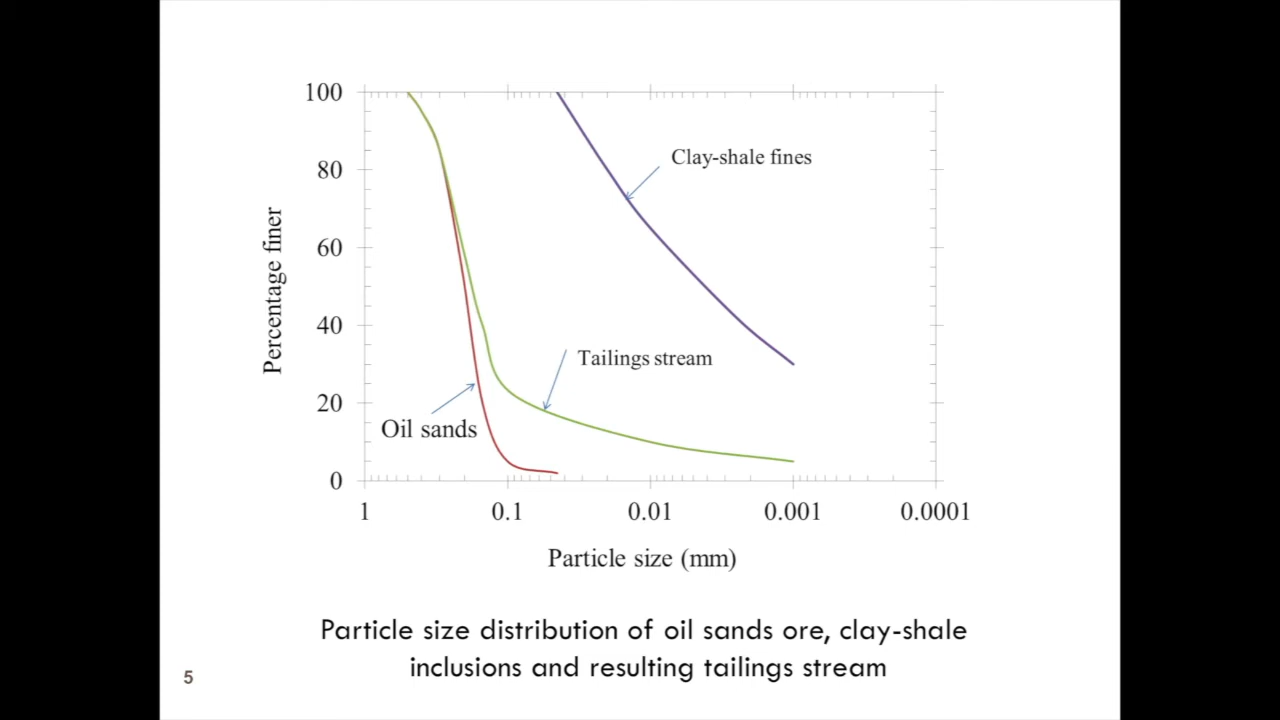 100
80
60
40
20
0
Percentage finer
Clay-shale fines
Tailings stream
Oil sands
1 0.1 0.01 0.001 0.0001
Particle size (mm)
Particle size distribution of oil sands ore, clay-shale
inclusions and resulting tailings stream
5